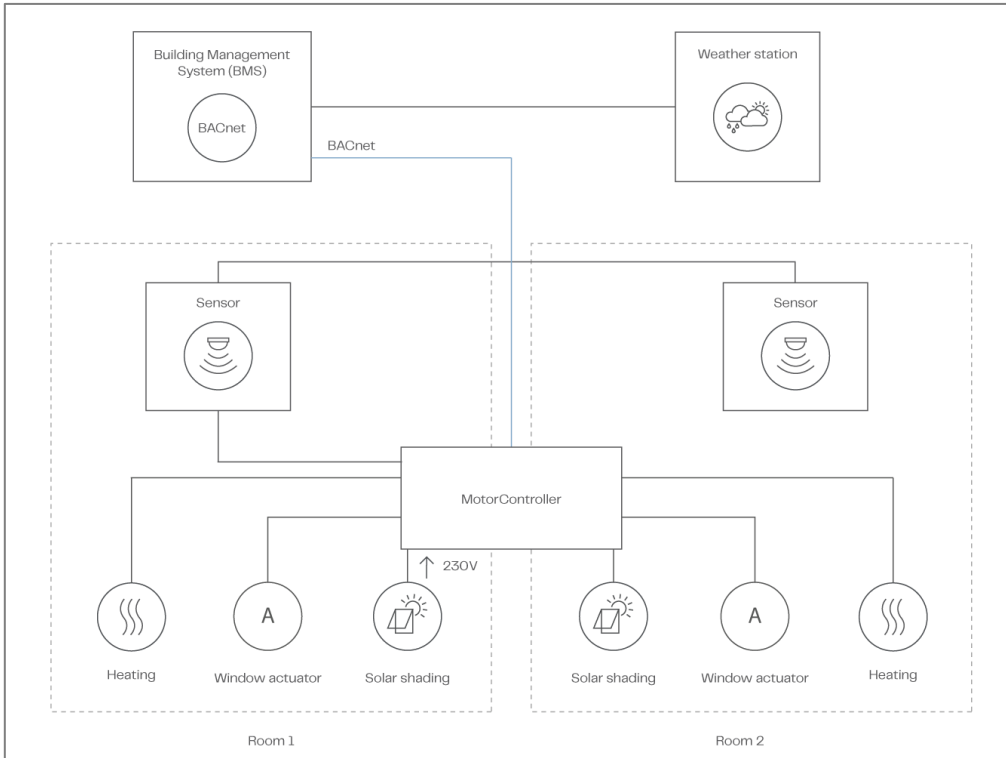 Building Management
System (BMS)
BACnet
Weather station
BACnet
Sensor
Sensor
MotorController
230V
A
A
Heating
Window actuator
Solar shading
Solar shading
Window actuator
Heating
Room 1
Room 2